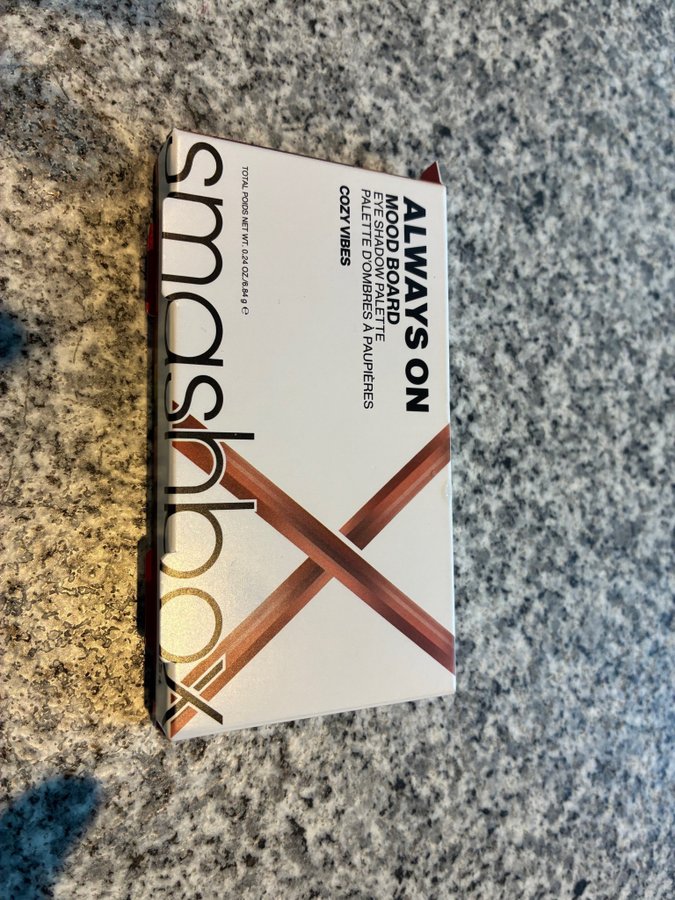 ALWAYS ON
MOOD BOARD
EYE SHADOW PALETTE
PALETTE D'OMBRES À PAUPIÈRES
COZY VIBES
TOTAL POIDS NET WT. 0.24 OZ./6.84 g ℮
smashbox